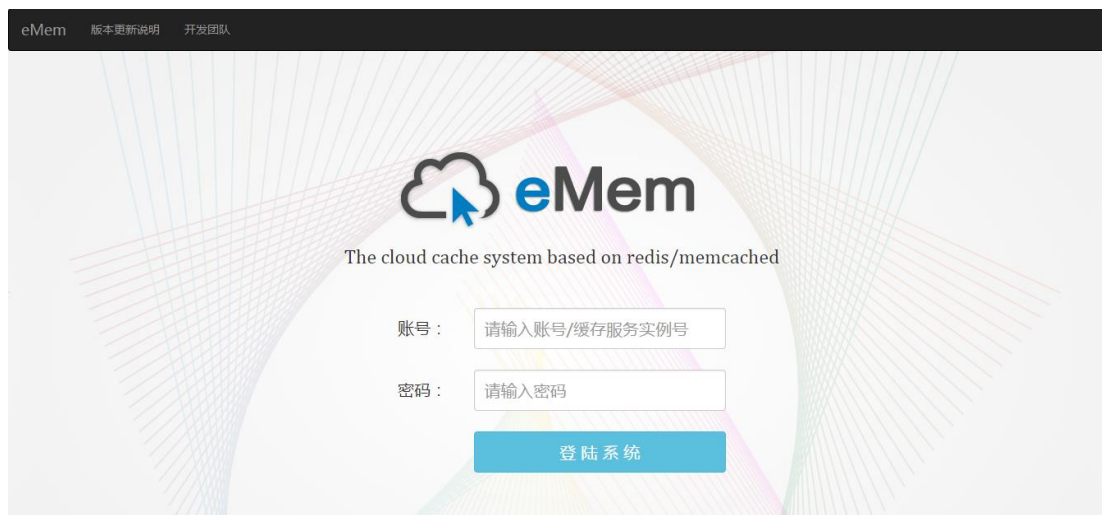 eMem 版本更新说明 开发团队
eMem
The cloud cache system based on redis/memcached
账号： 请输入账号/缓存服务实例号
密码： 请输入密码
登陆系统